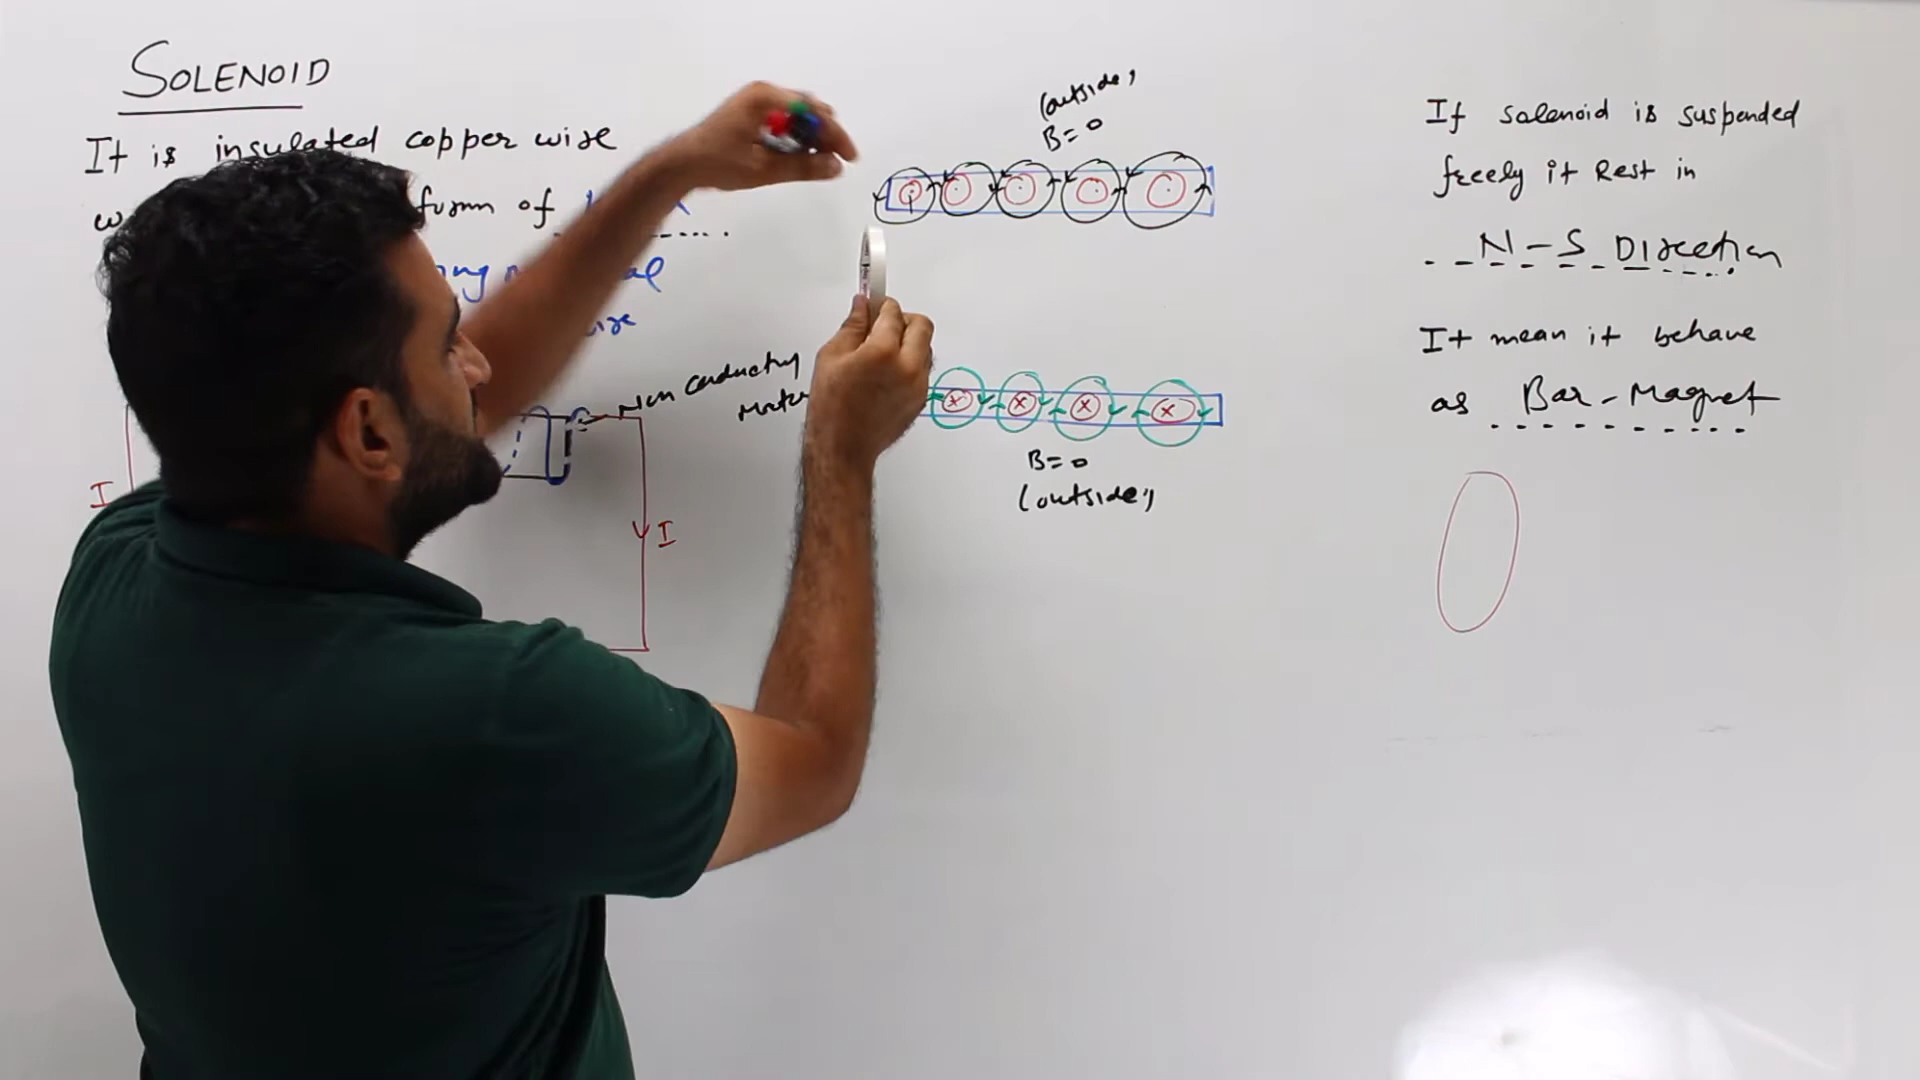 SOLENOID
It is insulated copper wire
form of
I
I
Non conducting
(outside)
B=0
B=0
(outside)
If solenoid is suspended
freely it Rest in
N-S Direction
It mean it behave
as Bar-Magnet